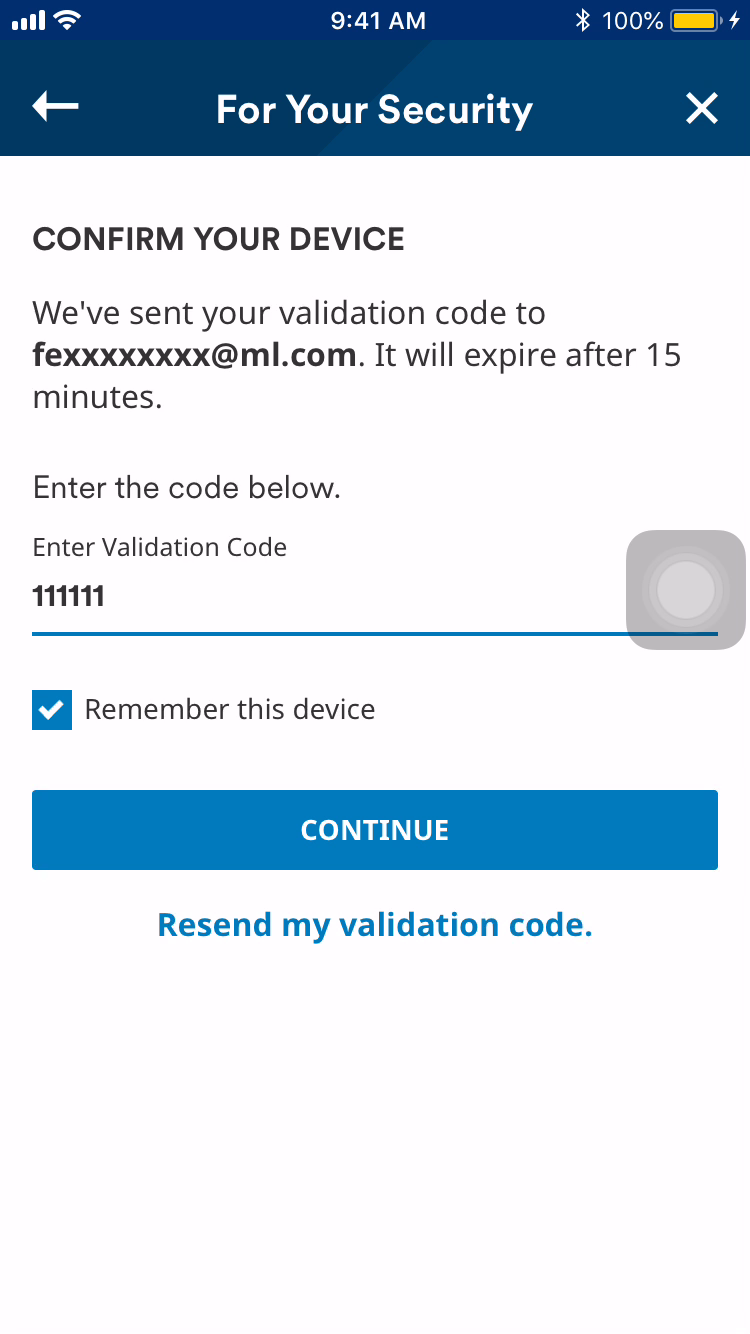 9:41 AM
100%
For Your Security
CONFIRM YOUR DEVICE
We've sent your validation code to
fexxxxxxxx@ml.com. It will expire after 15
minutes.
Enter the code below.
Enter Validation Code
111111
Remember this device
CONTINUE
Resend my validation code.